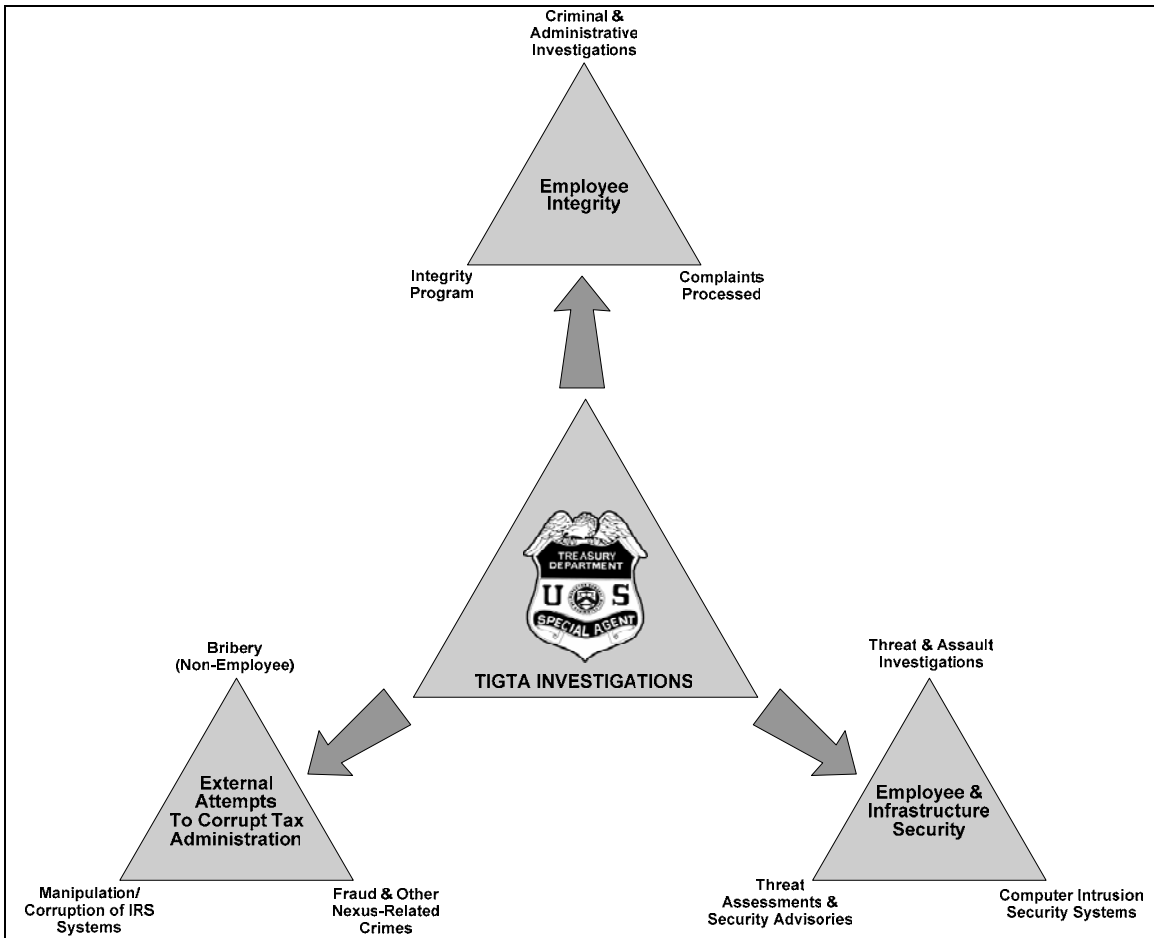 Criminal &
Administrative
Investigations
Employee
Integrity
Integrity
Program
Complaints
Processed
TREASURY
DEPARTMENT
U S
SPECIAL AGENT
TIGTA INVESTIGATIONS
Bribery
(Non-Employee)
External
Attempts
To Corrupt Tax
Administration
Manipulation/
Corruption of IRS
Systems
Fraud & Other
Nexus-Related
Crimes
Threat & Assault
Investigations
Employee &
Infrastructure
Security
Threat
Assessments &
Security Advisories
Computer Intrusion
Security Systems